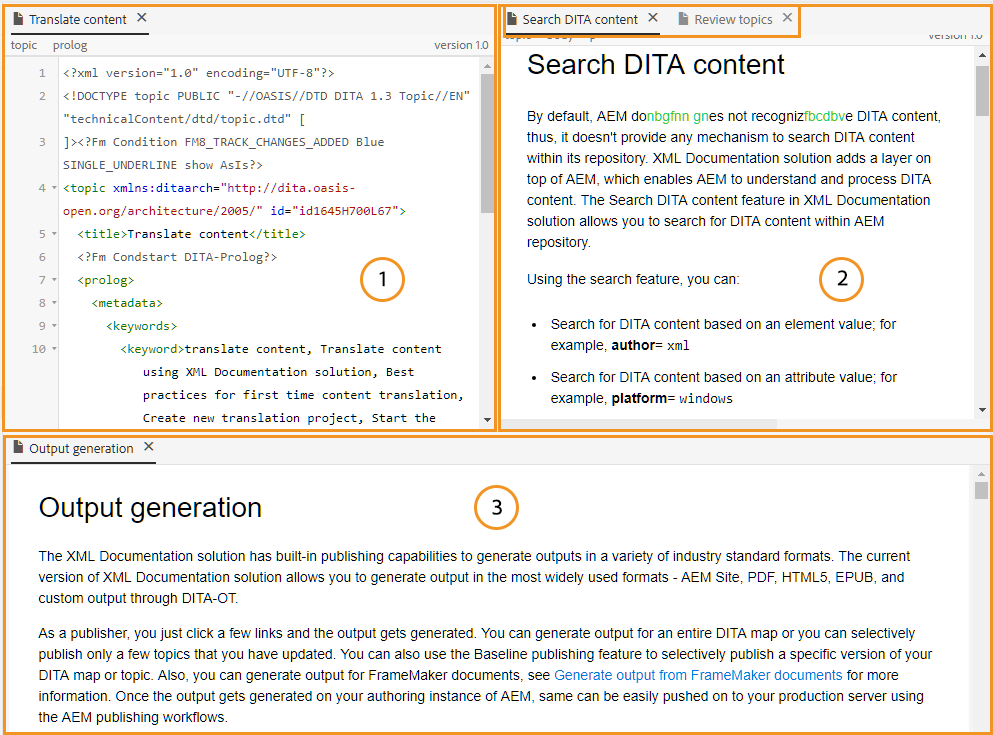 Translate content
topic prolog version 1.0
1 <?xml version="1.0" encoding="UTF-8"?>
2 <!DOCTYPE topic PUBLIC "-//OASIS//DTD DITA 1.3 Topic//EN"
"technicalContent/dtd/topic.dtd" [
3 ]><?Fm Condition FM8_TRACK_CHANGES_ADDED Blue
SINGLE_UNDERLINE show AsIs?>
4 <topic xmlns:ditaarch="http://dita.oasis-
open.org/architecture/2005/" id="id1645H700L67">
5 <title>Translate content</title>
6 <?Fm Condstart DITA-Prolog?>
7 <prolog>
8 <metadata>
9 <keywords>
10 <keyword>translate content, Translate content
using XML Documentation solution, Best
practices for first time content translation,
Create new translation project, Start the
1
Search DITA content Review topics
version 1.0
Search DITA content
By default, AEM donbgfnn gnes not recognizfbcdbve DITA content,
thus, it doesn't provide any mechanism to search DITA content
within its repository. XML Documentation solution adds a layer on
top of AEM, which enables AEM to understand and process DITA
content. The Search DITA content feature in XML Documentation
solution allows you to search for DITA content within AEM
repository.
Using the search feature, you can:
2
• Search for DITA content based on an element value; for
example, author= xml
• Search for DITA content based on an attribute value; for
example, platform= windows
Output generation
Output generation
3
The XML Documentation solution has built-in publishing capabilities to generate outputs in a variety of industry standard formats. The current
version of XML Documentation solution allows you to generate output in the most widely used formats - AEM Site, PDF, HTML5, EPUB, and
custom output through DITA-OT.
As a publisher, you just click a few links and the output gets generated. You can generate output for an entire DITA map or you can selectively
publish only a few topics that you have updated. You can also use the Baseline publishing feature to selectively publish a specific version of your
DITA map or topic. Also, you can generate output for FrameMaker documents, see Generate output from FrameMaker documents for more
information. Once the output gets generated on your authoring instance of AEM, same can be easily pushed on to your production server using
the AEM publishing workflows.